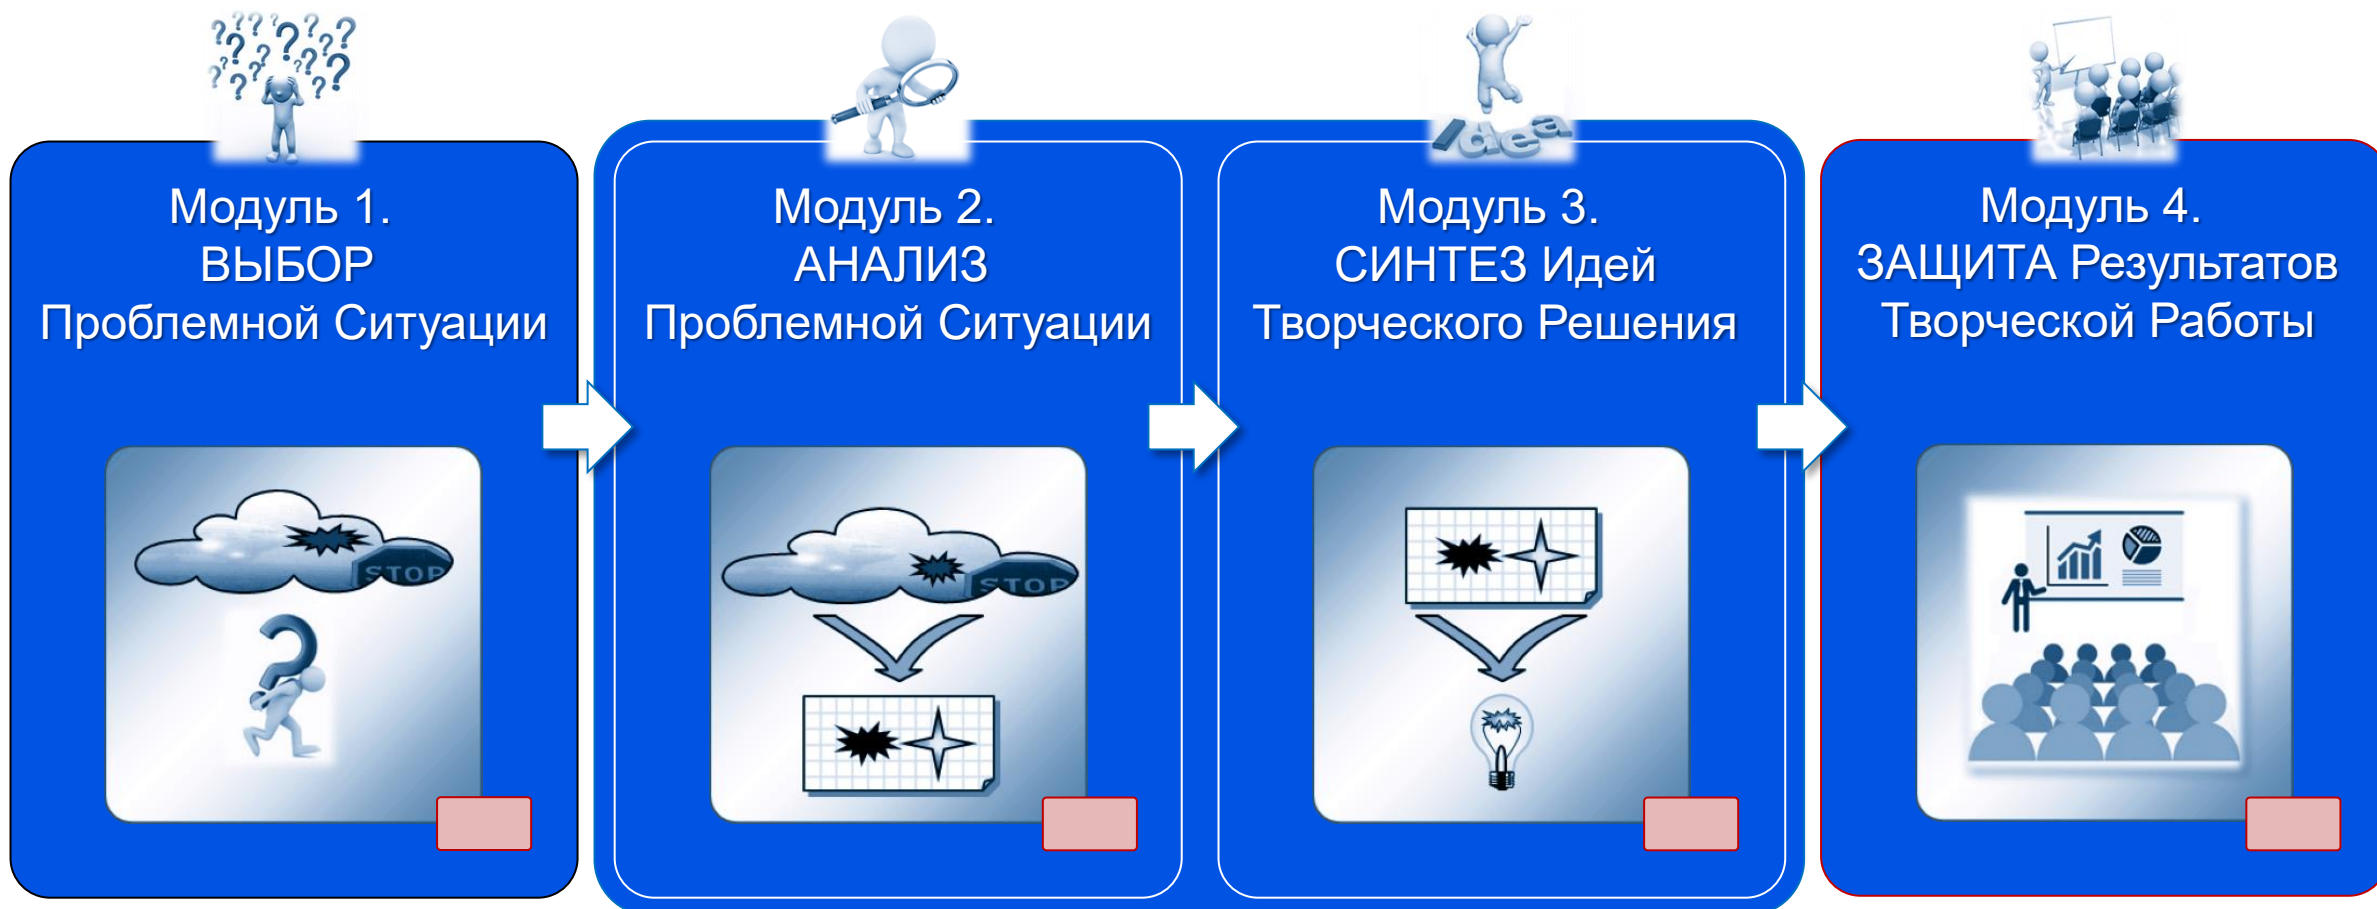 Модуль 1.
ВЫБОР
Проблемной Ситуации
STOP
Модуль 2.
АНАЛИЗ
Проблемной Ситуации
STOP
Idea
Модуль 3.
СИНТЕЗ Идей
Творческого Решения
Модуль 4.
ЗАЩИТА Результатов
Творческой Работы